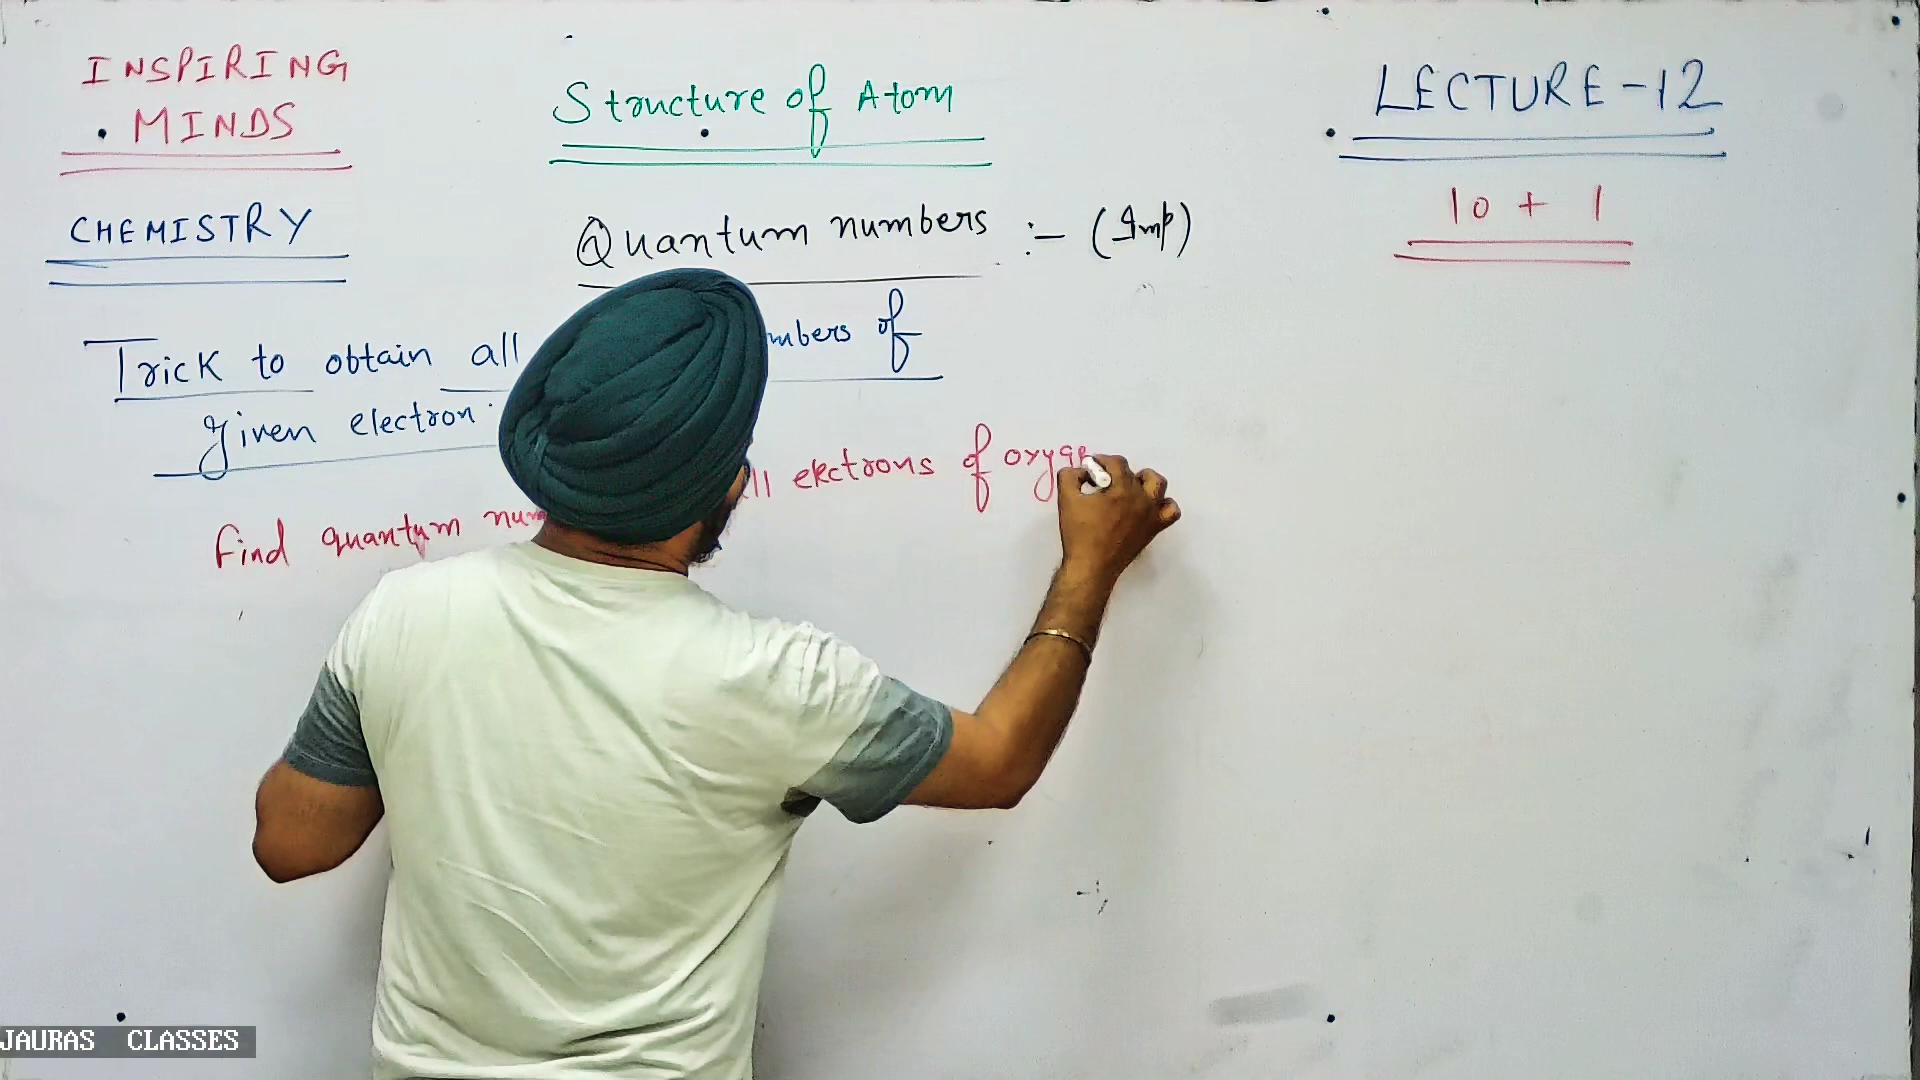 INSPIRING
MINDS
Structure of Atom
LECTURE-12
10 + 1
CHEMISTRY
Quantum numbers :- (Imp)
Trick to obtain all mbers of
given electron:
Find quantum num ll electrons of oxyge
JAURAS CLASSES